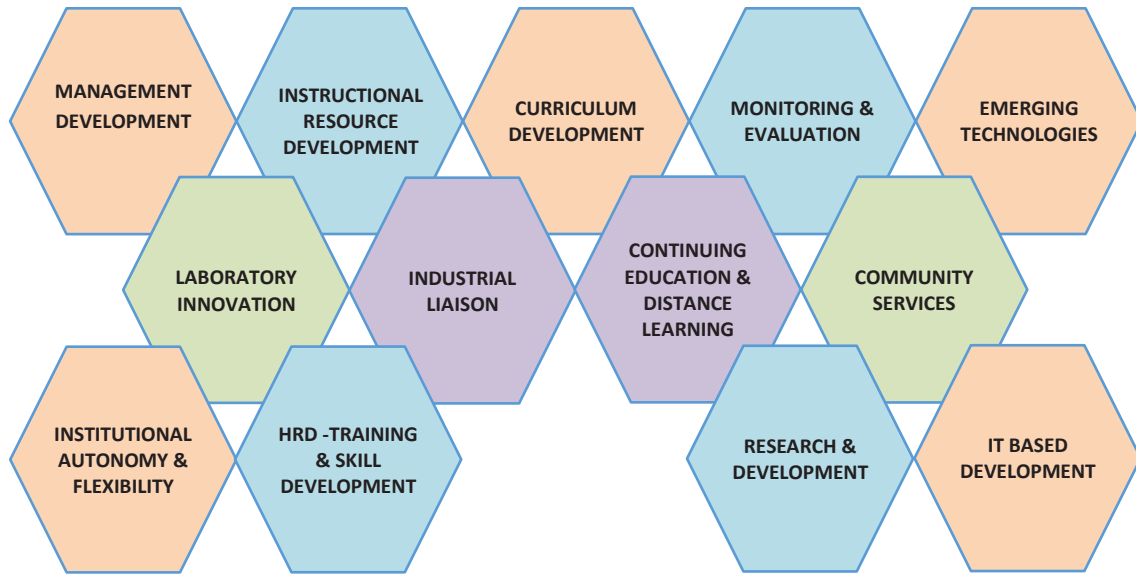 MANAGEMENT
DEVELOPMENT
INSTRUCTIONAL
RESOURCE
DEVELOPMENT
CURRICULUM
DEVELOPMENT
MONITORING &
EVALUATION
EMERGING
TECHNOLOGIES
LABORATORY
INNOVATION
INDUSTRIAL
LIAISON
CONTINUING
EDUCATION &
DISTANCE
LEARNING
COMMUNITY
SERVICES
INSTITUTIONAL
AUTONOMY &
FLEXIBILITY
HRD -TRAINING
& SKILL
DEVELOPMENT
RESEARCH &
DEVELOPMENT
IT BASED
DEVELOPMENT